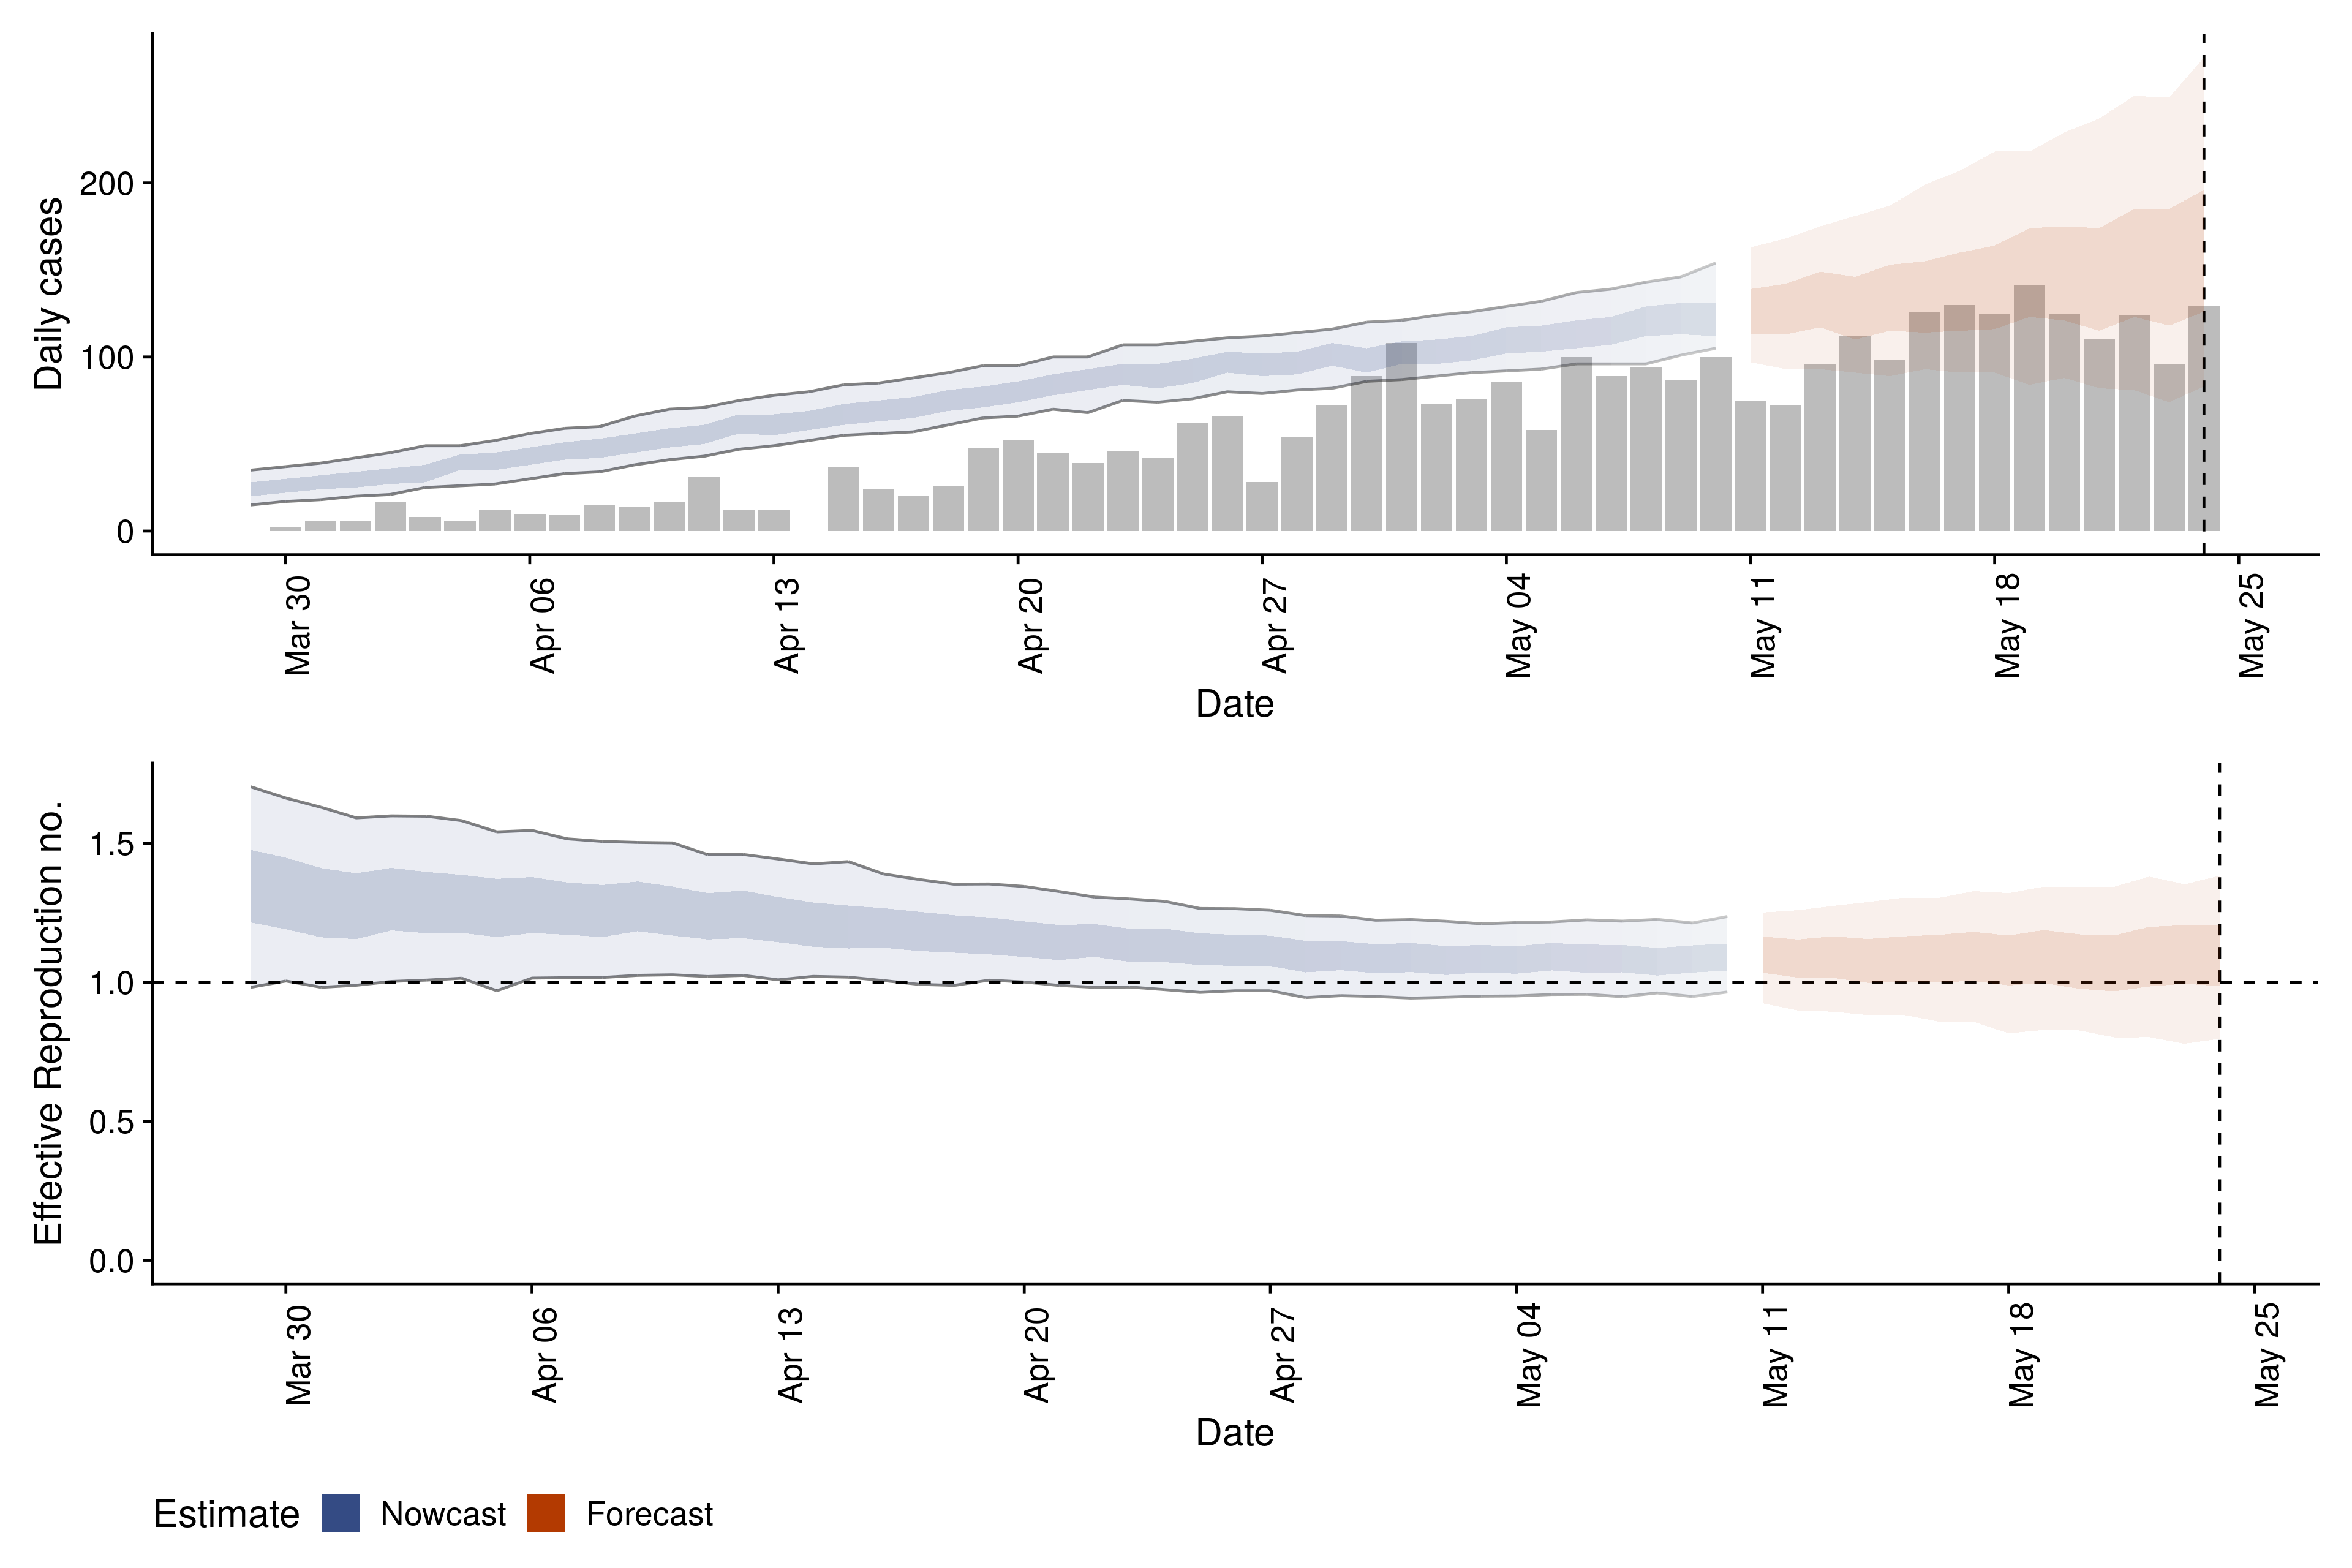 Daily cases
200
100
0
Mar 30
Apr 06
Apr 13
Apr 20
Apr 27
May 04
May 11
May 18
May 25
Date
Effective Reproduction no.
1.5
1.0
0.5
0.0
Mar 30
Apr 06
Apr 13
Apr 20
Apr 27
May 04
May 11
May 18
May 25
Date
Estimate Nowcast Forecast